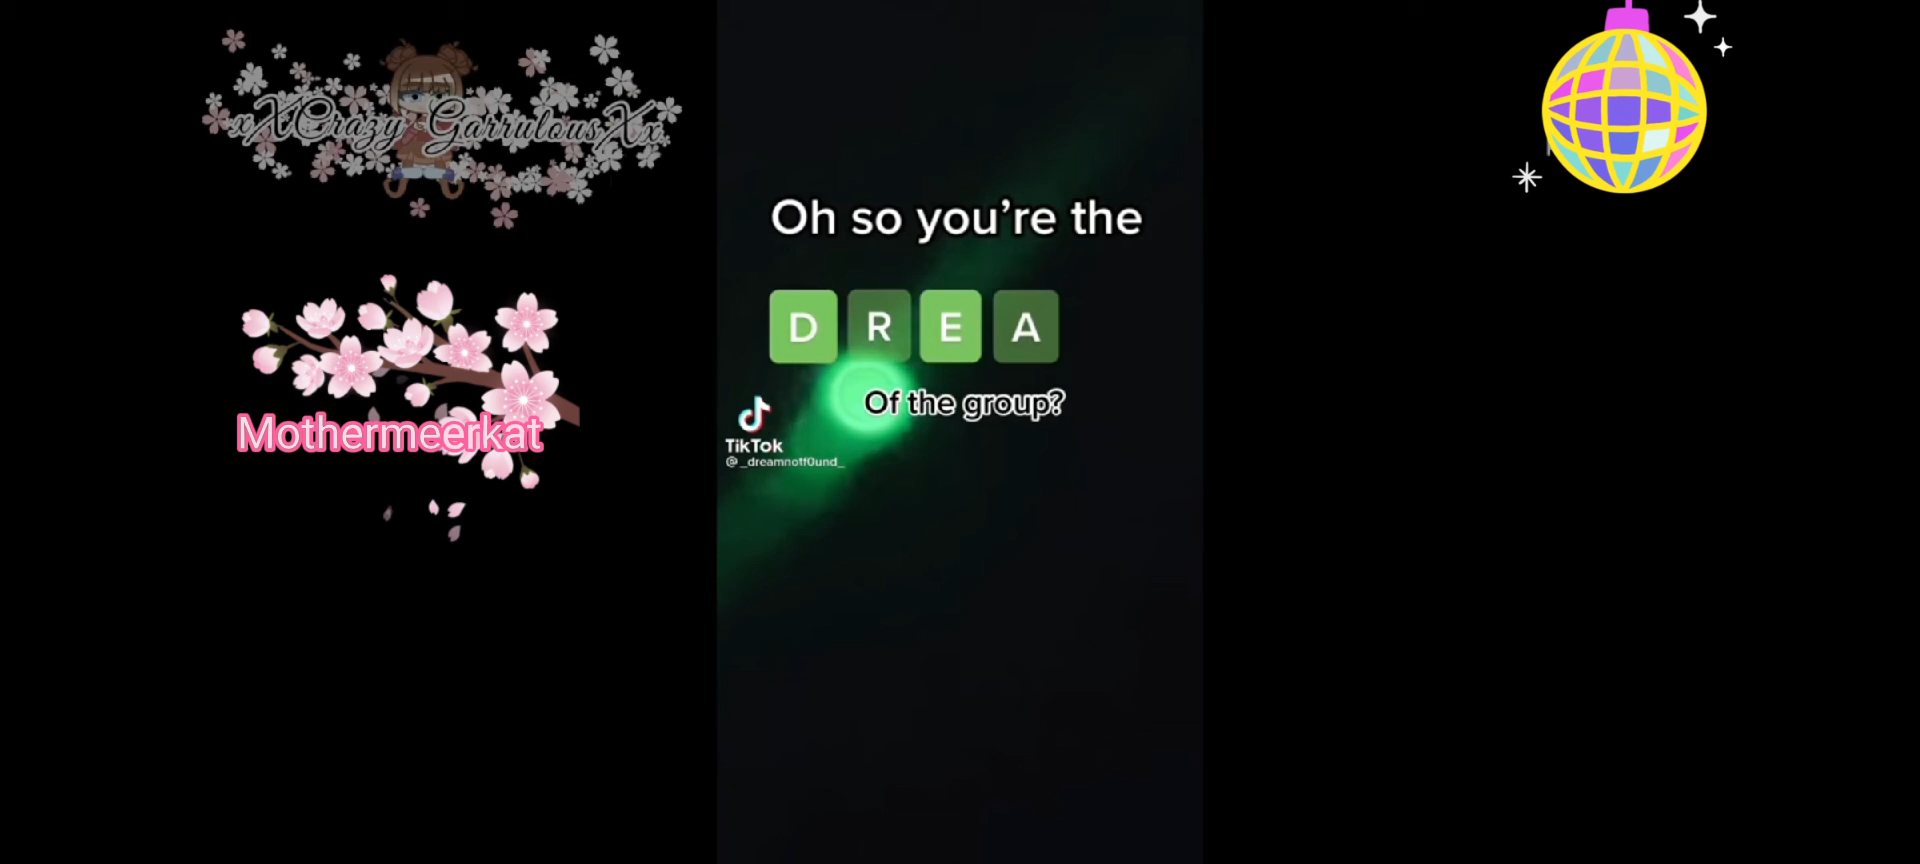 xXCrazy GarrulousXx
Mothermeerkat
Oh so you're the
D R E A
Of the group?
TikTok
@_dreamnotf0und_